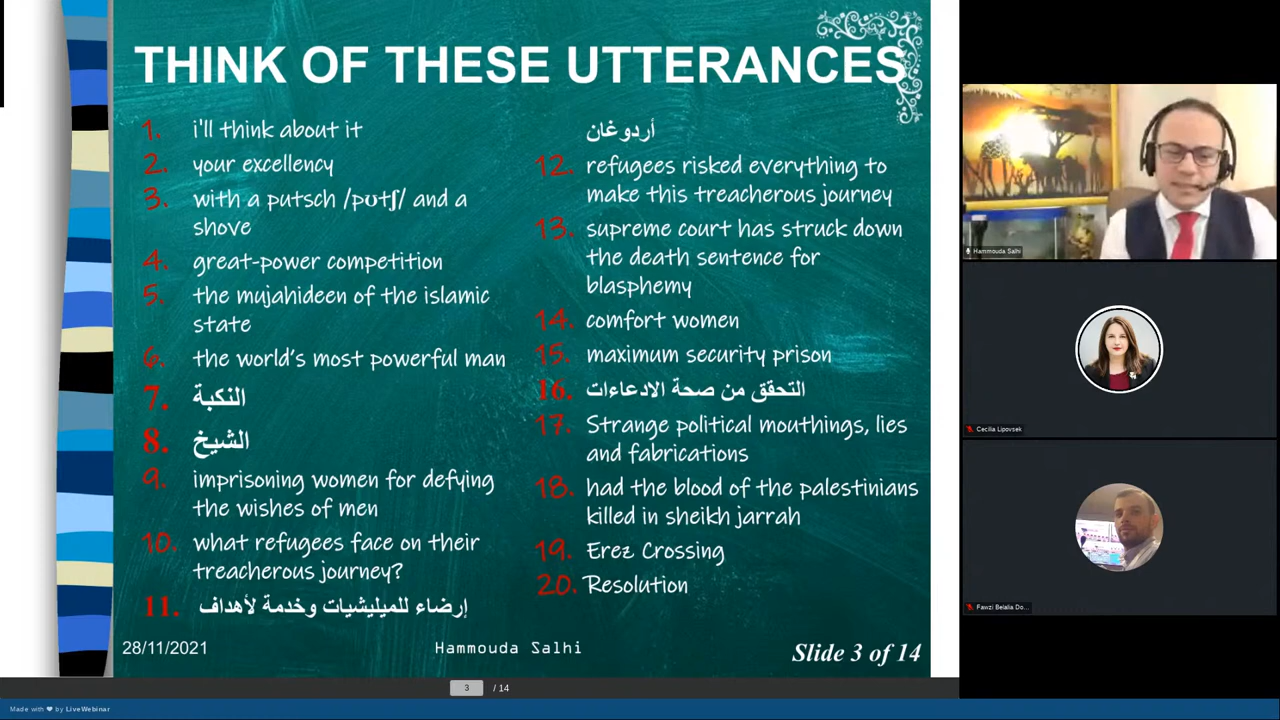 THINK OF THESE UTTERANCES
1. i'll think about it
2. your excellency
3. with a putsch /pʊtʃ/ and a
shove
4. great-power competition
5. the mujahideen of the islamic
state
6. the world's most powerful man
7. النكبة
8. الشيخ
9. imprisoning women for defying
the wishes of men
10. what refugees face on their
treacherous journey?
11. إرضاء للميليشيات وخدمة لأهداف
أردوغان
12. refugees risked everything to
make this treacherous journey
13. supreme court has struck down
the death sentence for
blasphemy
14. comfort women
15. maximum security prison
16. التحقق من صحة الادعاءات
17. Strange political mouthings, lies
and fabrications
18. had the blood of the palestinians
killed in sheikh jarrah
19. Erez Crossing
20. Resolution
28/11/2021
Hammouda Salhi
Slide 3 of 14
3 / 14
Hammouda Salhi
Cecilia Lipovsek
Fawzi Belalia Do...
Made with ❤ by LiveWebinar